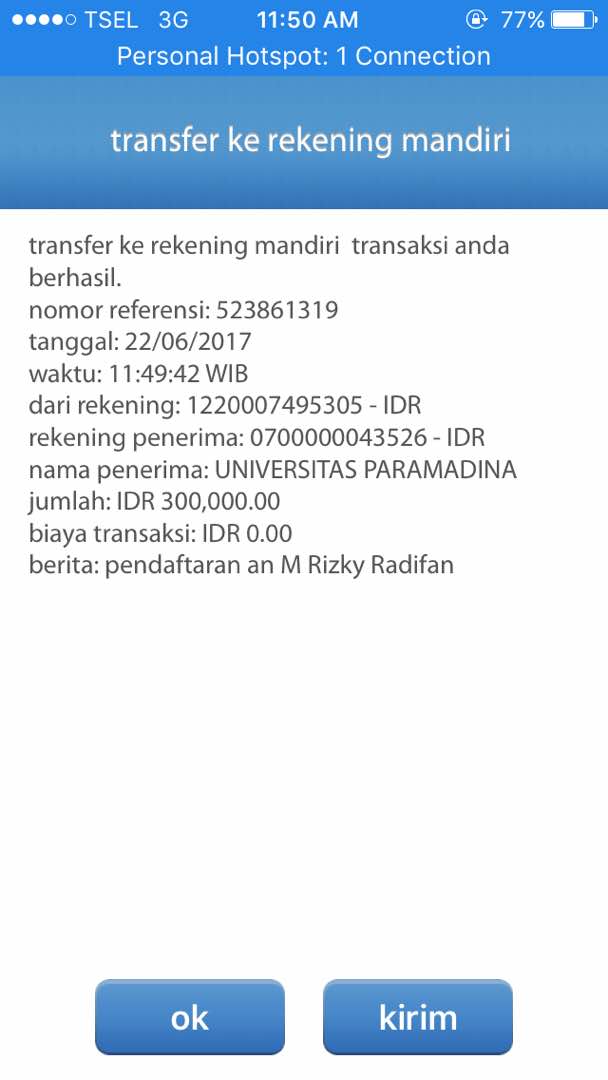 TSEL 3G 11:50 AM 77%
Personal Hotspot: 1 Connection
transfer ke rekening mandiri
transfer ke rekening mandiri transaksi anda
berhasil.
nomor referensi: 523861319
tanggal: 22/06/2017
waktu: 11:49:42 WIB
dari rekening: 1220007495305 - IDR
rekening penerima: 0700000043526 - IDR
nama penerima: UNIVERSITAS PARAMADINA
jumlah: IDR 300,000.00
biaya transaksi: IDR 0.00
berita: pendaftaran an M Rizky Radifan
ok kirim